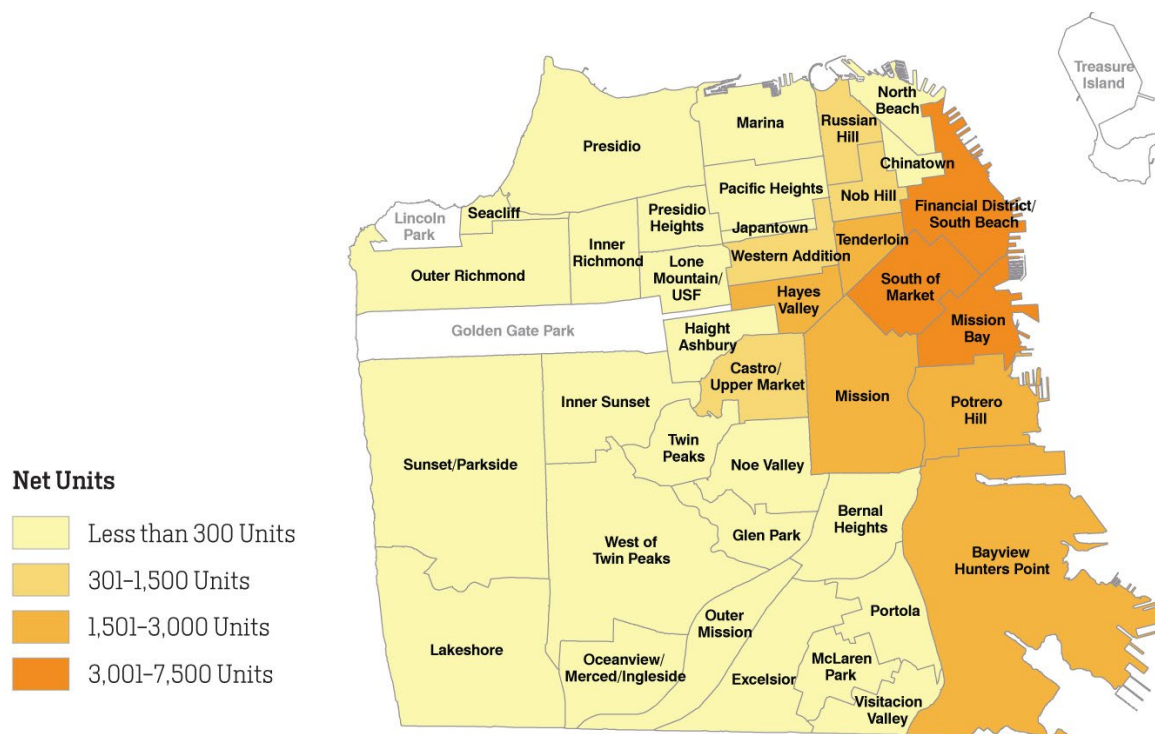 Treasure
Island
North
Beach
Marina
Russian
Hill
Presidio
Chinatown
Pacific Heights
Nob Hill
Seacliff
Lincoln
Park
Presidio
Heights
Financial District/
South Beach
Japantown
Tenderloin
Inner
Richmond
Western Addition
Outer Richmond
Lone
Mountain/
USF
South of
Market
Hayes
Valley
Golden Gate Park
Haight
Ashbury
Mission
Bay
Castro/
Upper Market
Mission
Inner Sunset
Potrero
Hill
Twin
Peaks
Sunset/Parkside
Noe Valley
Bernal
Heights
Glen Park
West of
Twin Peaks
Bayview
Hunters Point
Portola
Outer
Mission
Lakeshore
Oceanview/
Merced/Ingleside
McLaren
Park
Excelsior
Visitacion
Valley
Net Units
Less than 300 Units
301–1,500 Units
1,501–3,000 Units
3,001–7,500 Units